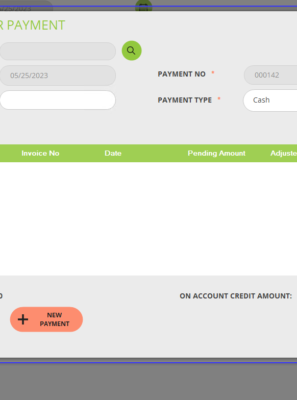 R PAYMENT
05/25/2023
PAYMENT NO *
000142
PAYMENT TYPE *
Cash
Invoice No Date Pending Amount Adjuste
ON ACCOUNT CREDIT AMOUNT:
NEW
PAYMENT